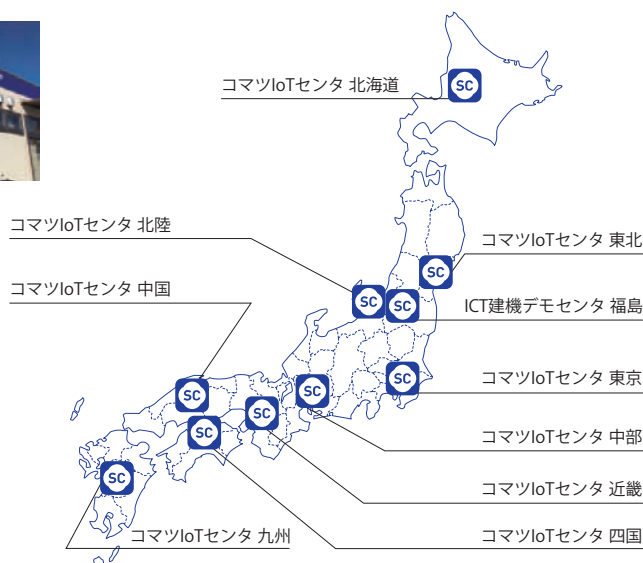 コマツIoTセンタ 北海道
SC
コマツIoTセンタ 北陸
コマツIoTセンタ 東北
SC
コマツIoTセンタ 中国
SC
SC
ICT建機デモセンタ 福島
コマツIoTセンタ 東京
SC
SC
SC
SC
コマツIoTセンタ 中部
SC
SC
コマツIoTセンタ 近畿
コマツIoTセンタ 九州
コマツIoTセンタ 四国